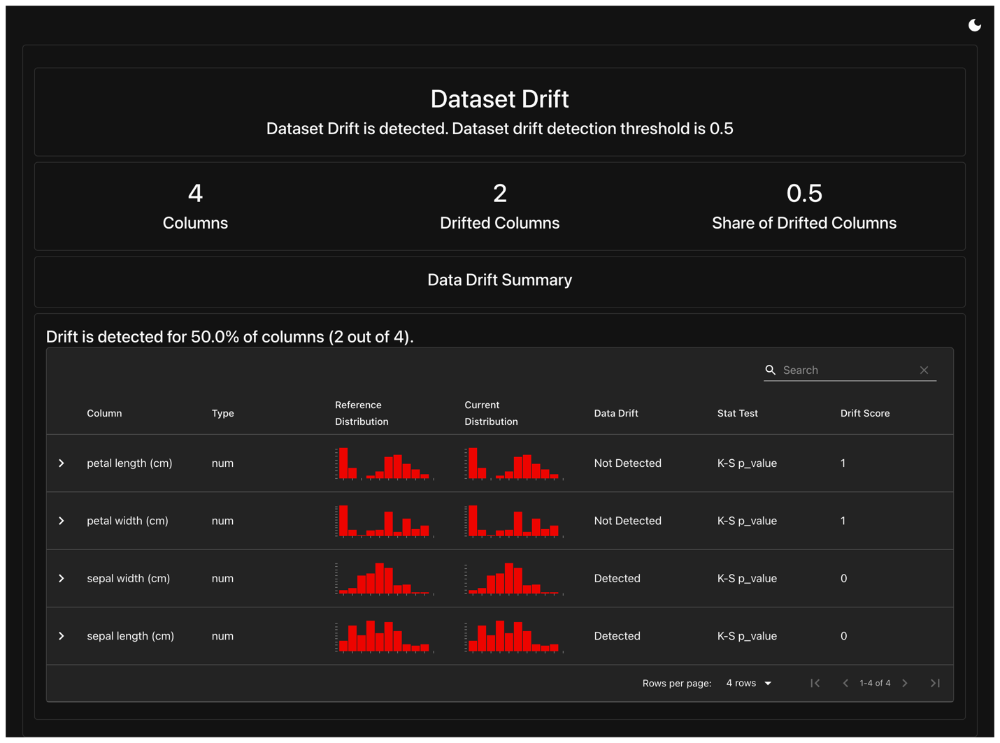 Dataset Drift
Dataset Drift is detected. Dataset drift detection threshold is 0.5
4
Columns
2
Drifted Columns
0.5
Share of Drifted Columns
Data Drift Summary
Drift is detected for 50.0% of columns (2 out of 4).
Search
Column Type Reference Distribution Current Distribution Data Drift Stat Test Drift Score
petal length (cm) num Not Detected K-S p_value 1
petal width (cm) num Not Detected K-S p_value 1
sepal width (cm) num Detected K-S p_value 0
sepal length (cm) num Detected K-S p_value 0
Rows per page: 4 rows 1-4 of 4